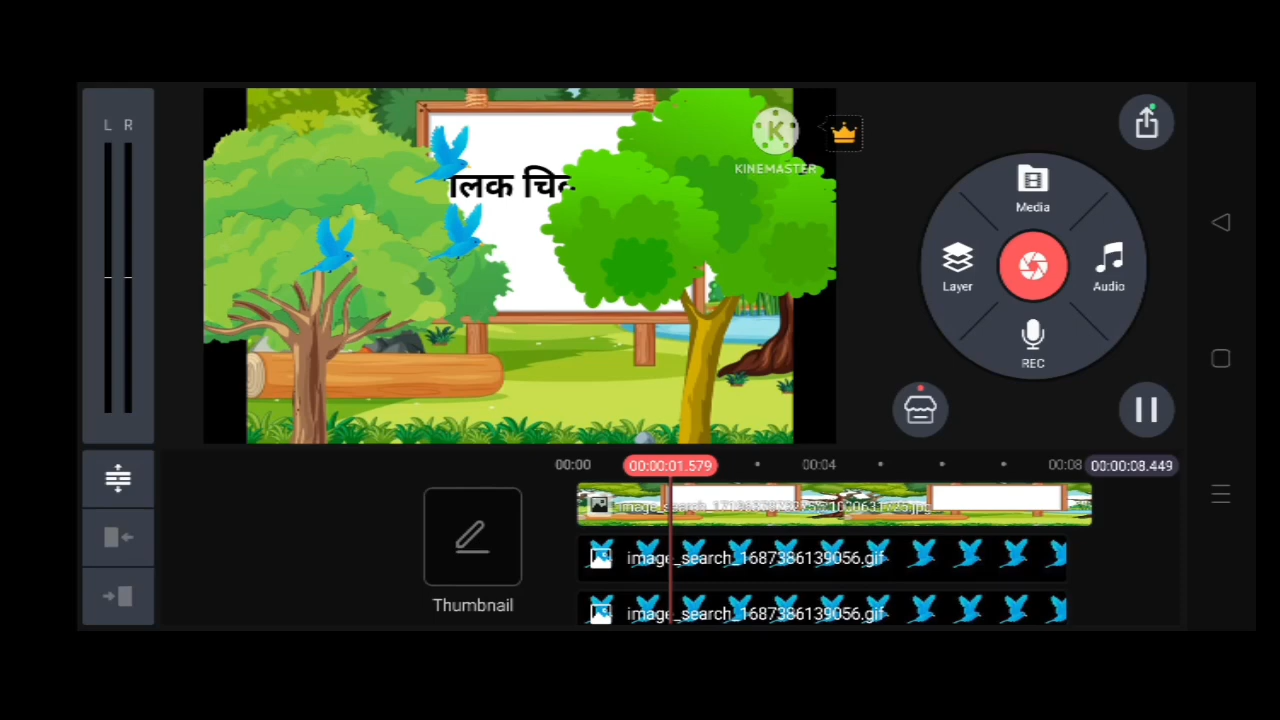 L R
KINEMASTER
Media
Layer
Audio
REC
00:00
00:00:01.579
00:04
00:08
00:00:08.449
Thumbnail
image_search_1687386139056.gif
image_search_1687386139056.gif